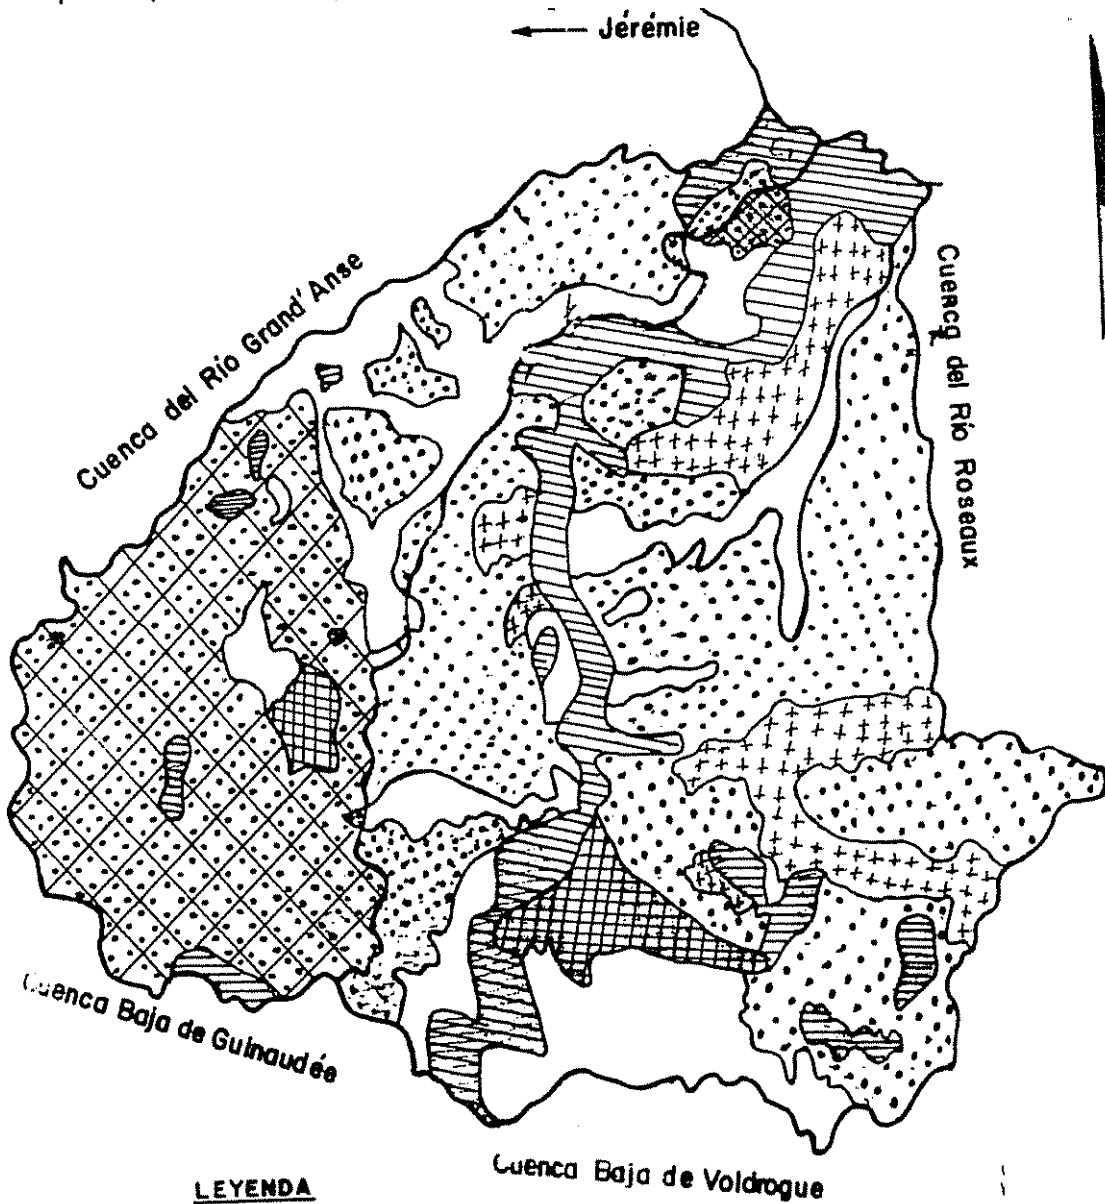 Jérémie
Cuenca del Río Grand'Anse
Cuenca del Río Roseaux
Cuenca Baja de Guinaudée
Cuenca Baja de Voldrogue
LEYENDA